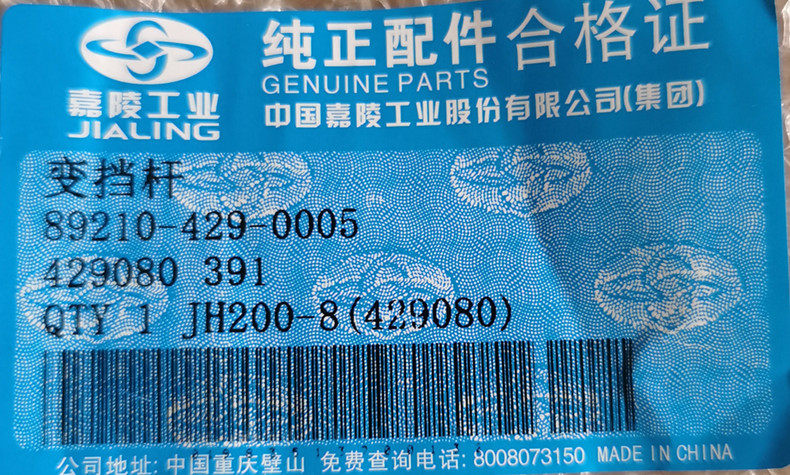 纯正配件合格证
GENUINE PARTS
嘉陵工业
JIALING
中国嘉陵工业股份有限公司(集团)
变挡杆
89210-429-0005
429080 391
QTY 1 JH200-8(429080)
公司地址: 中国重庆璧山 免费查询电话: 8008073150 MADE IN CHINA